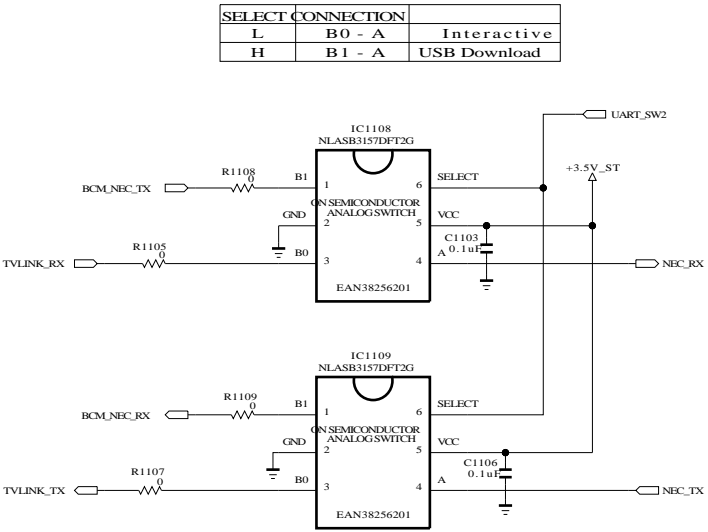 SELECT CONNECTION
L B0 - A Interactive
H B1 - A USB Download
UART_SW2
IC1108
NLASB3157DFT2G
+3.5V_ST
R1108
0
B1
1
6
SELECT
BCM_NEC_TX
ON SEMICONDUCTOR
ANALOG SWITCH
GND
2
5
VCC
C1103
0.1uF
R1105
0
B0
3
4
A
TVLINK_RX
NEC_RX
EAN38256201
IC1109
NLASB3157DFT2G
R1109
0
B1
1
6
SELECT
BCM_NEC_RX
ON SEMICONDUCTOR
ANALOG SWITCH
GND
2
5
VCC
C1106
0.1uF
R1107
0
B0
3
4
A
TVLINK_TX
NEC_TX
EAN38256201